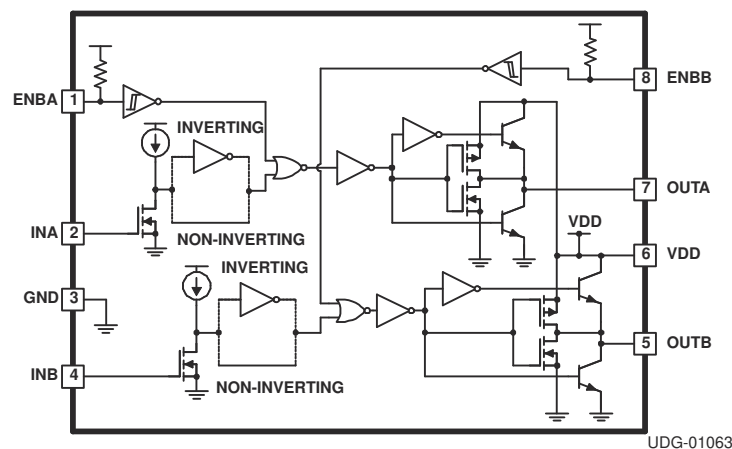 ENBA 1
8 ENBB
INVERTING
INA 2
7 OUTA
NON-INVERTING
VDD
INVERTING
6 VDD
GND 3
5 OUTB
INB 4
NON-INVERTING
UDG-01063